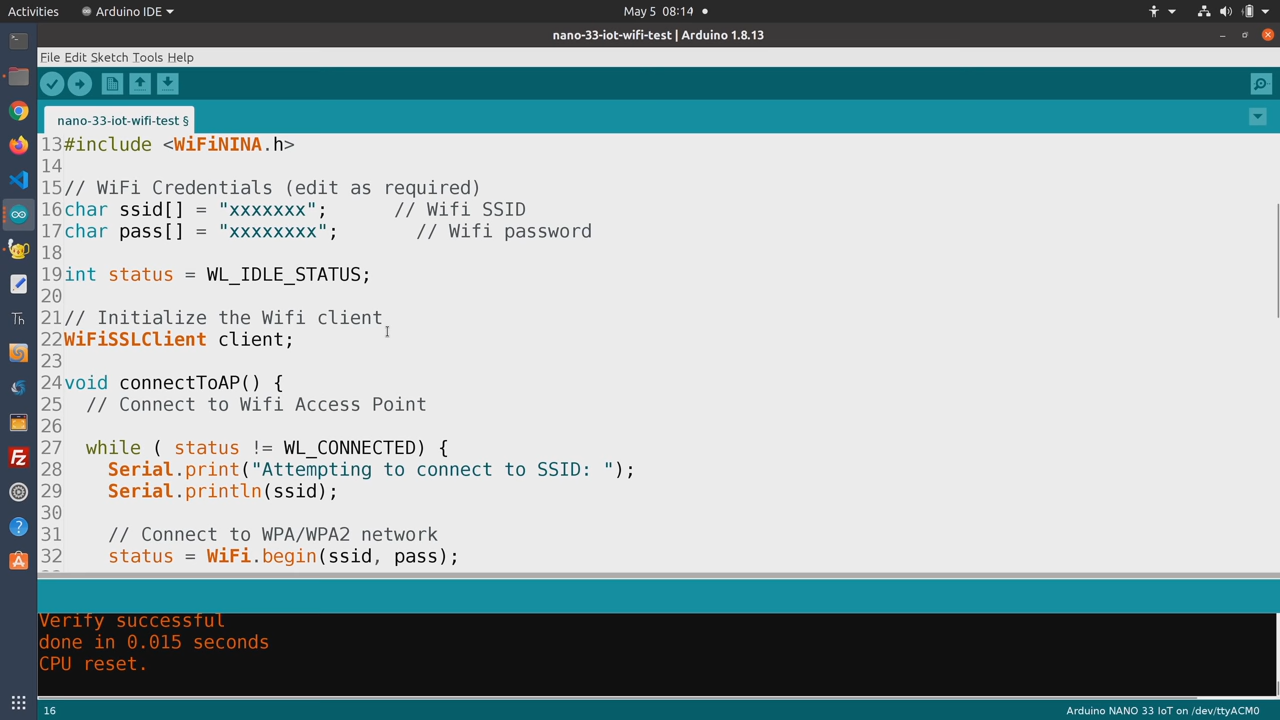 Activities Arduino IDE May 5 08:14
nano-33-iot-wifi-test | Arduino 1.8.13
File Edit Sketch Tools Help
nano-33-iot-wifi-test §
13 #include <WiFiNINA.h>
14
15 // WiFi Credentials (edit as required)
16 char ssid[] = "xxxxxxx";      // Wifi SSID
17 char pass[] = "xxxxxxxx";       // Wifi password
18
19 int status = WL_IDLE_STATUS;
20
21 // Initialize the Wifi client
22 WiFiSSLClient client;
23
24 void connectToAP() {
25   // Connect to Wifi Access Point
26
27   while ( status != WL_CONNECTED) {
28     Serial.print("Attempting to connect to SSID: ");
29     Serial.println(ssid);
30
31     // Connect to WPA/WPA2 network
32     status = WiFi.begin(ssid, pass);
Th
Fz
Verify successful
done in 0.015 seconds
CPU reset.
16 Arduino NANO 33 IoT on /dev/ttyACM0